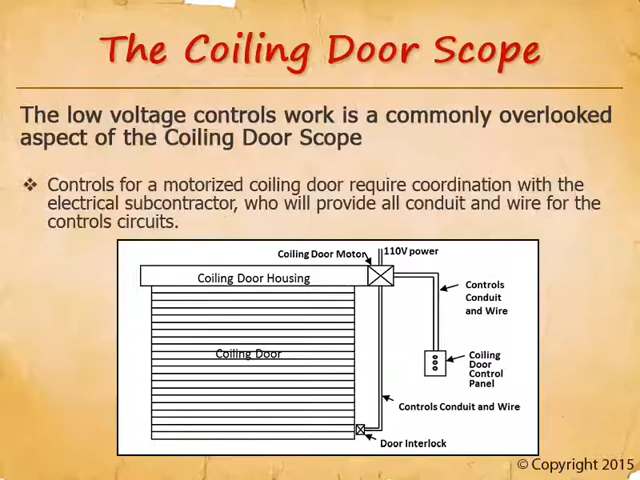 The Coiling Door Scope
The low voltage controls work is a commonly overlooked
aspect of the Coiling Door Scope
❖ Controls for a motorized coiling door require coordination with the
electrical subcontractor, who will provide all conduit and wire for the
controls circuits.
Coiling Door Motor
110V power
Coiling Door Housing
Controls
Conduit
and Wire
Coiling Door
Coiling
Door
Control
Panel
Controls Conduit and Wire
Door Interlock
© Copyright 2015